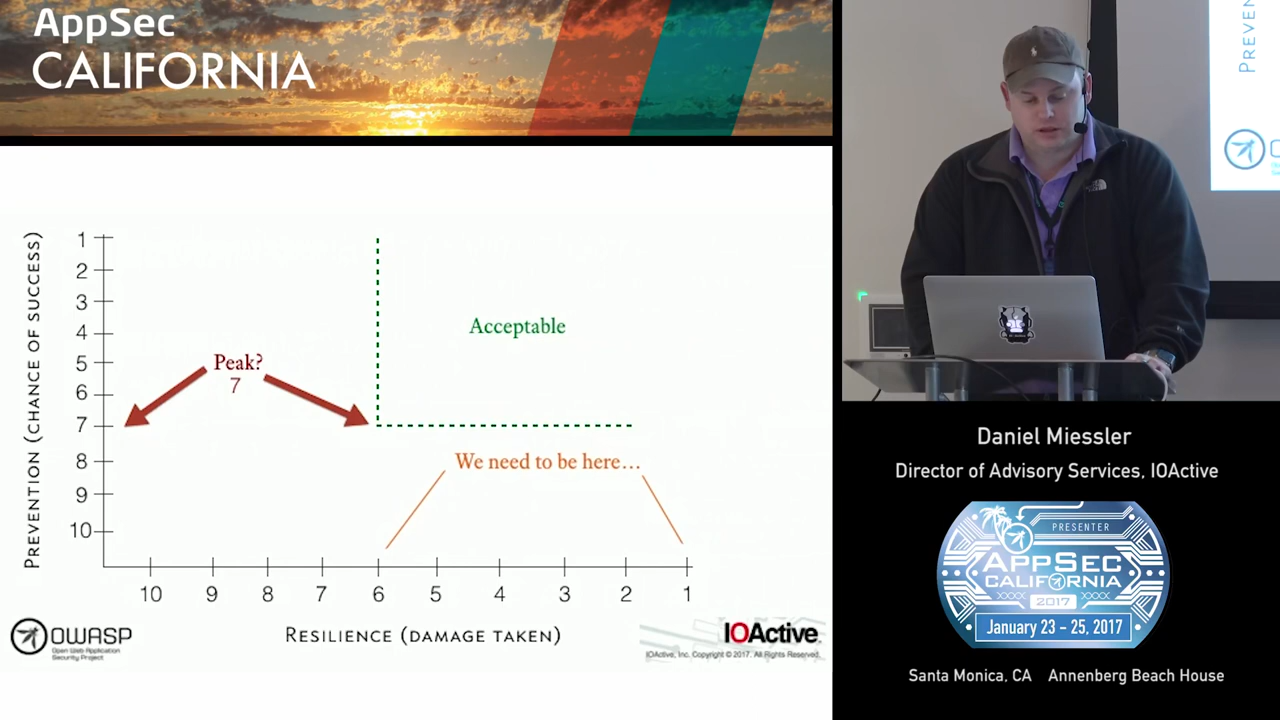 AppSec
CALIFORNIA
PREVENTION (CHANCE OF SUCCESS)
1
2
3
4
5
6
7
8
9
10
Peak?
7
Acceptable
We need to be here...
10
9
8
7
6
5
4
3
2
1
RESILIENCE (DAMAGE TAKEN)
OWASP
Open Web Application
Security Project
IOActive
IOActive, Inc. Copyright © 2017. All Rights Reserved.
PREVEN
Daniel Miessler
Director of Advisory Services, IOActive
PRESENTER
APPSEC
CALIFORNIA
2017
January 23 - 25, 2017
Santa Monica, CA Annenberg Beach House